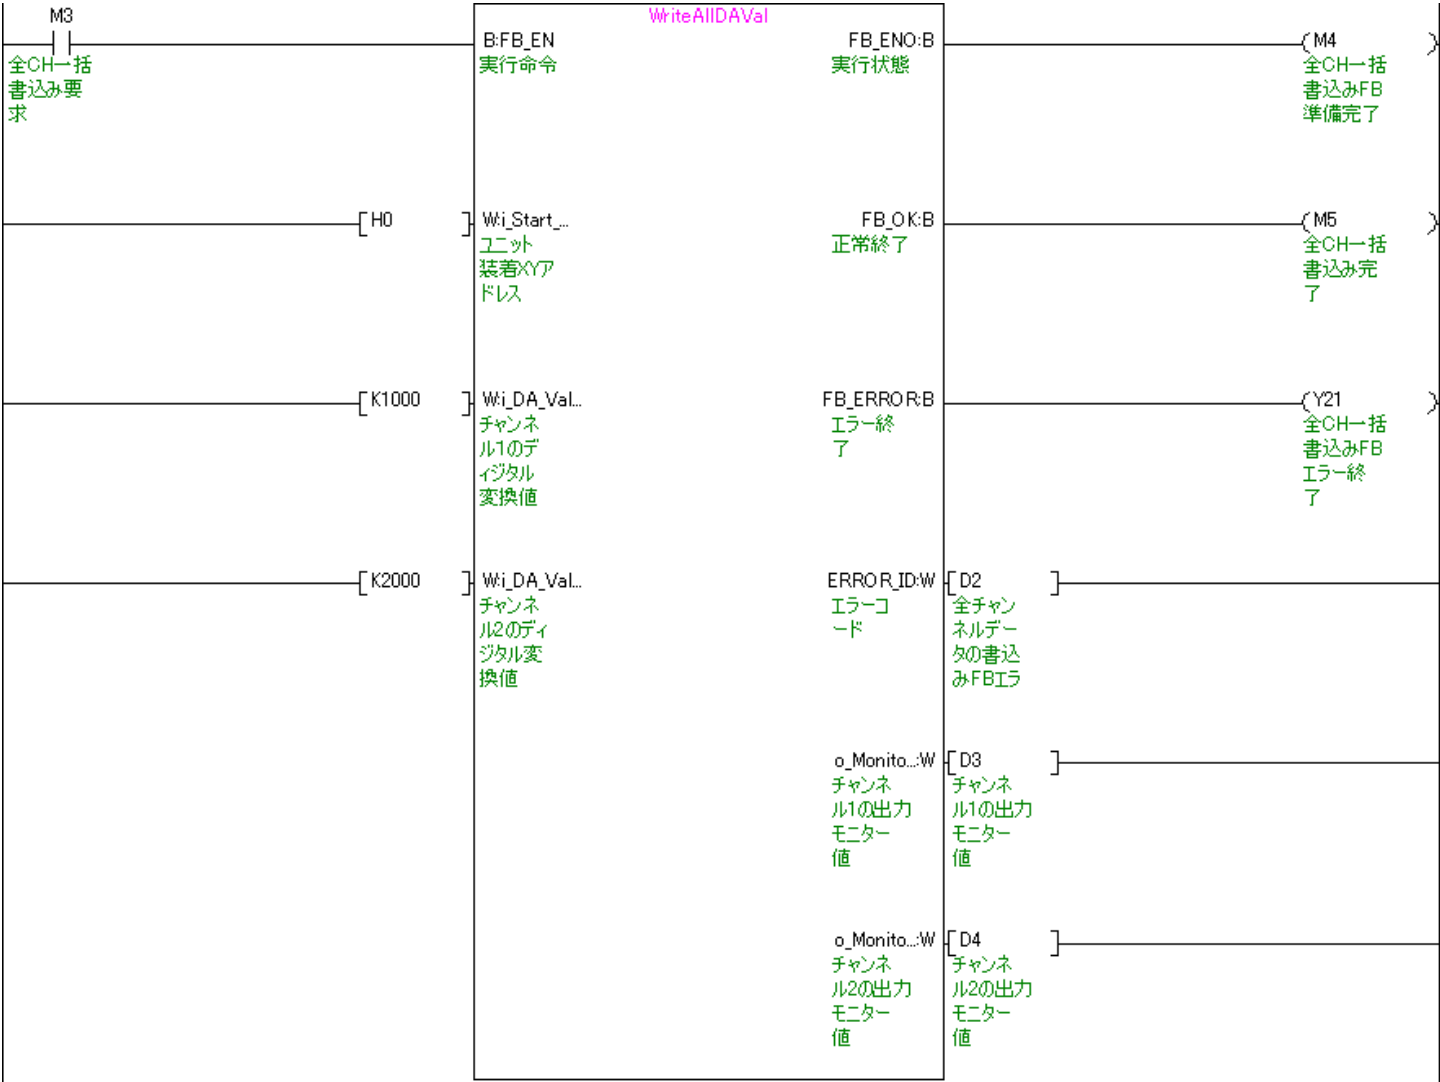 WriteAllDAVal
M3
全CH一括
書込み要
求
B:FB_EN
実行命令
FB_ENO:B
実行状態
M4
全CH一括
書込みFB
準備完了
H0
W:i_Start_...
ユニット
装着XYア
ドレス
FB_OK:B
正常終了
M5
全CH一括
書込み完
了
K1000
W:i_DA_Val...
チャンネ
ル1のデ
ィジタル
変換値
FB_ERROR:B
エラー終
了
Y21
全CH一括
書込みFB
エラー終
了
K2000
W:i_DA_Val...
チャンネ
ル2のディ
ジタル変
換値
ERROR_ID:W
エラーコ
ード
D2
全チャン
ネルデー
タの書込
みFBエラ
o_Monito...:W
チャンネ
ル1の出力
モニター
値
D3
チャンネ
ル1の出力
モニター
値
o_Monito...:W
チャンネ
ル2の出力
モニター
値
D4
チャンネ
ル2の出力
モニター
値